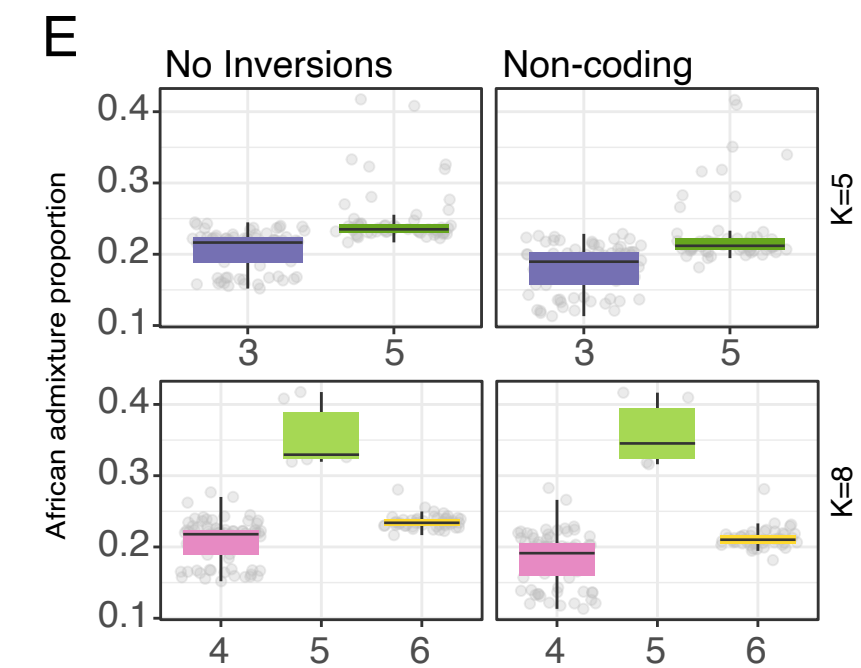 E
No Inversions Non-coding
African admixture proportion
0.4
0.3
0.2
0.1
K=5
3 5 3 5
0.4
0.3
0.2
0.1
K=8
4 5 6 4 5 6